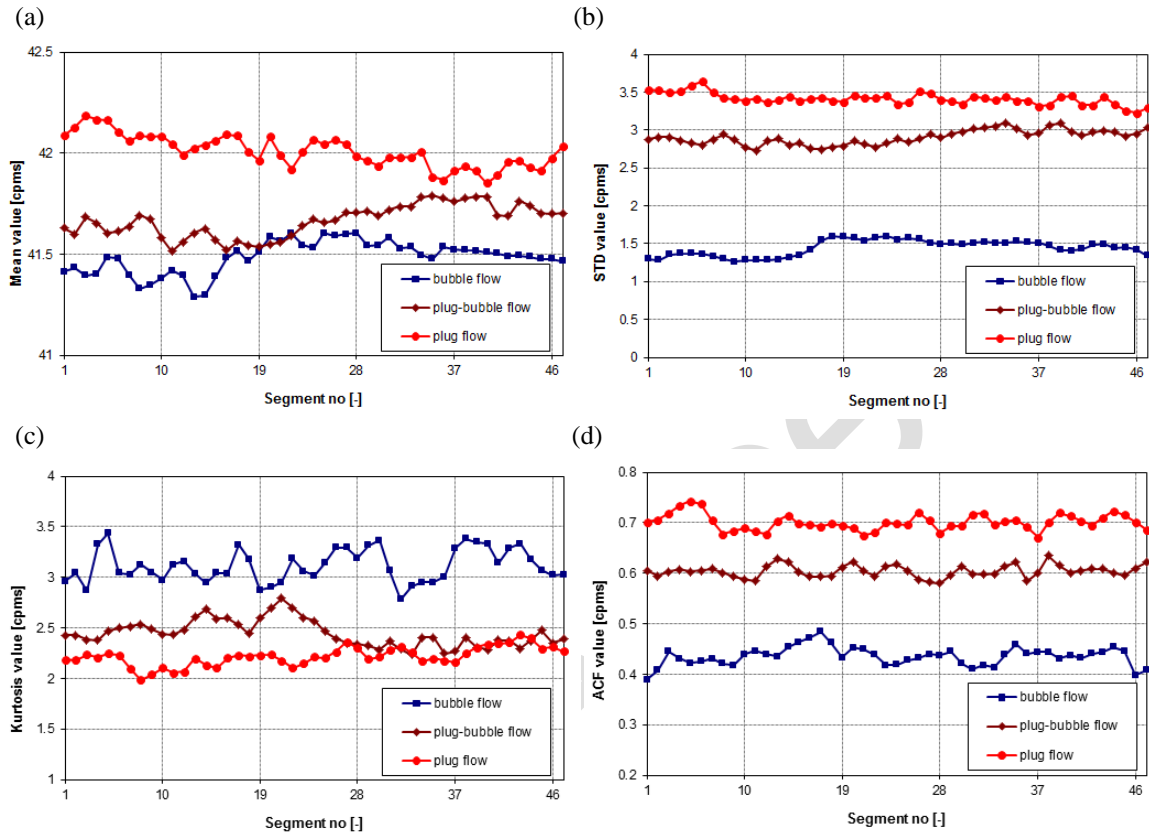 (a)
42.5
42
41.5
41
Mean value [cpms]
1 10 19 28 37 46
Segment no [-]
bubble flow
plug-bubble flow
plug flow
(b)
4
3.5
3
2.5
2
1.5
1
0.5
0
STD value [cpms]
1 10 19 28 37 46
Segment no [-]
bubble flow
plug-bubble flow
plug flow
(c)
4
3.5
3
2.5
2
1.5
1
Kurtosis value [cpms]
1 10 19 28 37 46
Segment no [-]
bubble flow
plug-bubble flow
plug flow
(d)
0.8
0.7
0.6
0.5
0.4
0.3
0.2
ACF value [cpms]
1 10 19 28 37 46
Segment no [-]
bubble flow
plug-bubble flow
plug flow